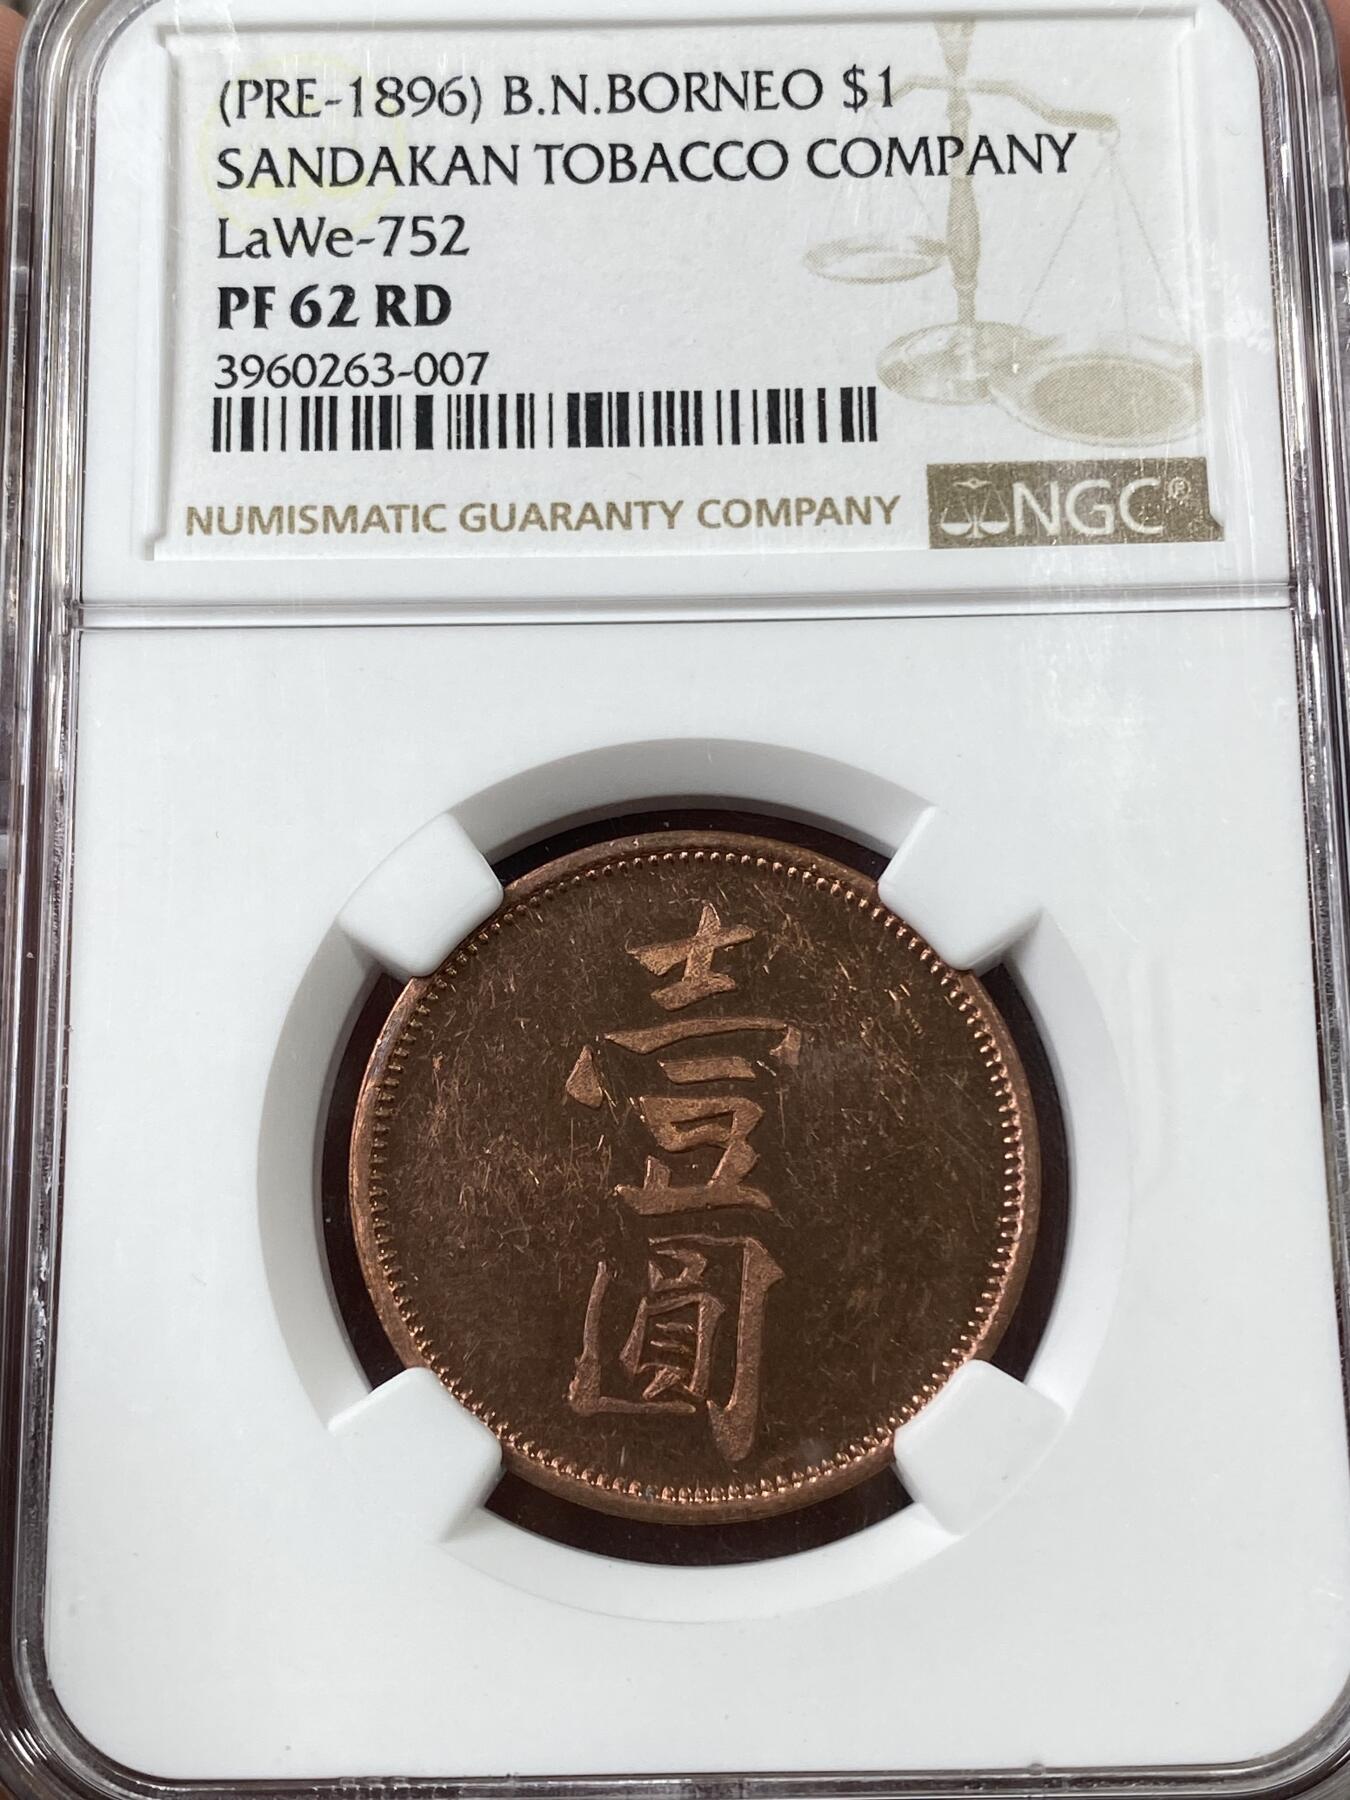 (PRE-1896) B.N.BORNEO $1
SANDAKAN TOBACCO COMPANY
LaWe-752
PF 62 RD
3960263-007
NUMISMATIC GUARANTY COMPANY
NGC®
壹
圓